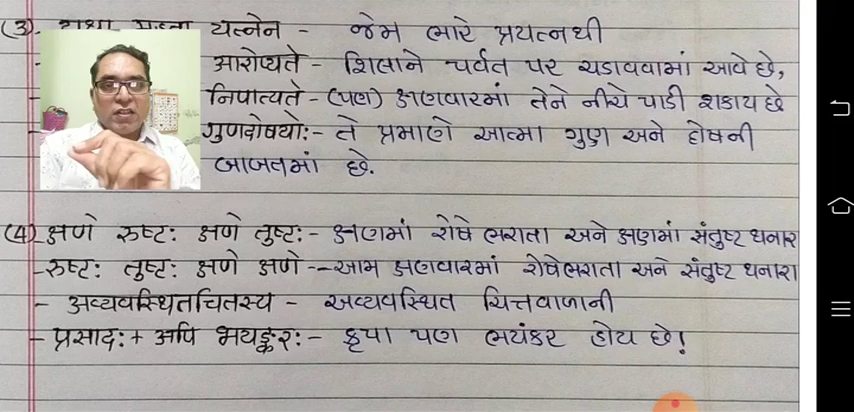 (3). यथा महता यत्नेन - જેમ ભારે પ્રયત્નથી
आरोप्यते - શિલાને પર્વત પર ચડાવવામાં આવે છે,
- निपात्यते - (પણ) ક્ષણવારમાં તેને નીચે પાડી શકાય છે
- गुणदोषयोः - તે પ્રમાણે આત્મા ગુણ અને દોષની
બાબતમાં છે.
(4) क्षणे रुष्टः क्षणे तुष्टः - ક્ષણમાં રોષે ભરાતા અને ક્ષણમાં સંતુષ્ટ થનાર
- रुष्टः तुष्टः क्षणे क्षणे -- આમ ક્ષણવારમાં રોષેભરાતા અને સંતુષ્ટ થનારા
- अव्यवस्थितचितस्य - અવ્યવસ્થિત ચિત્તવાળાની
- प्रसादः + अपि भयङ्करः - કૃપા પણ ભયંકર હોય છે!